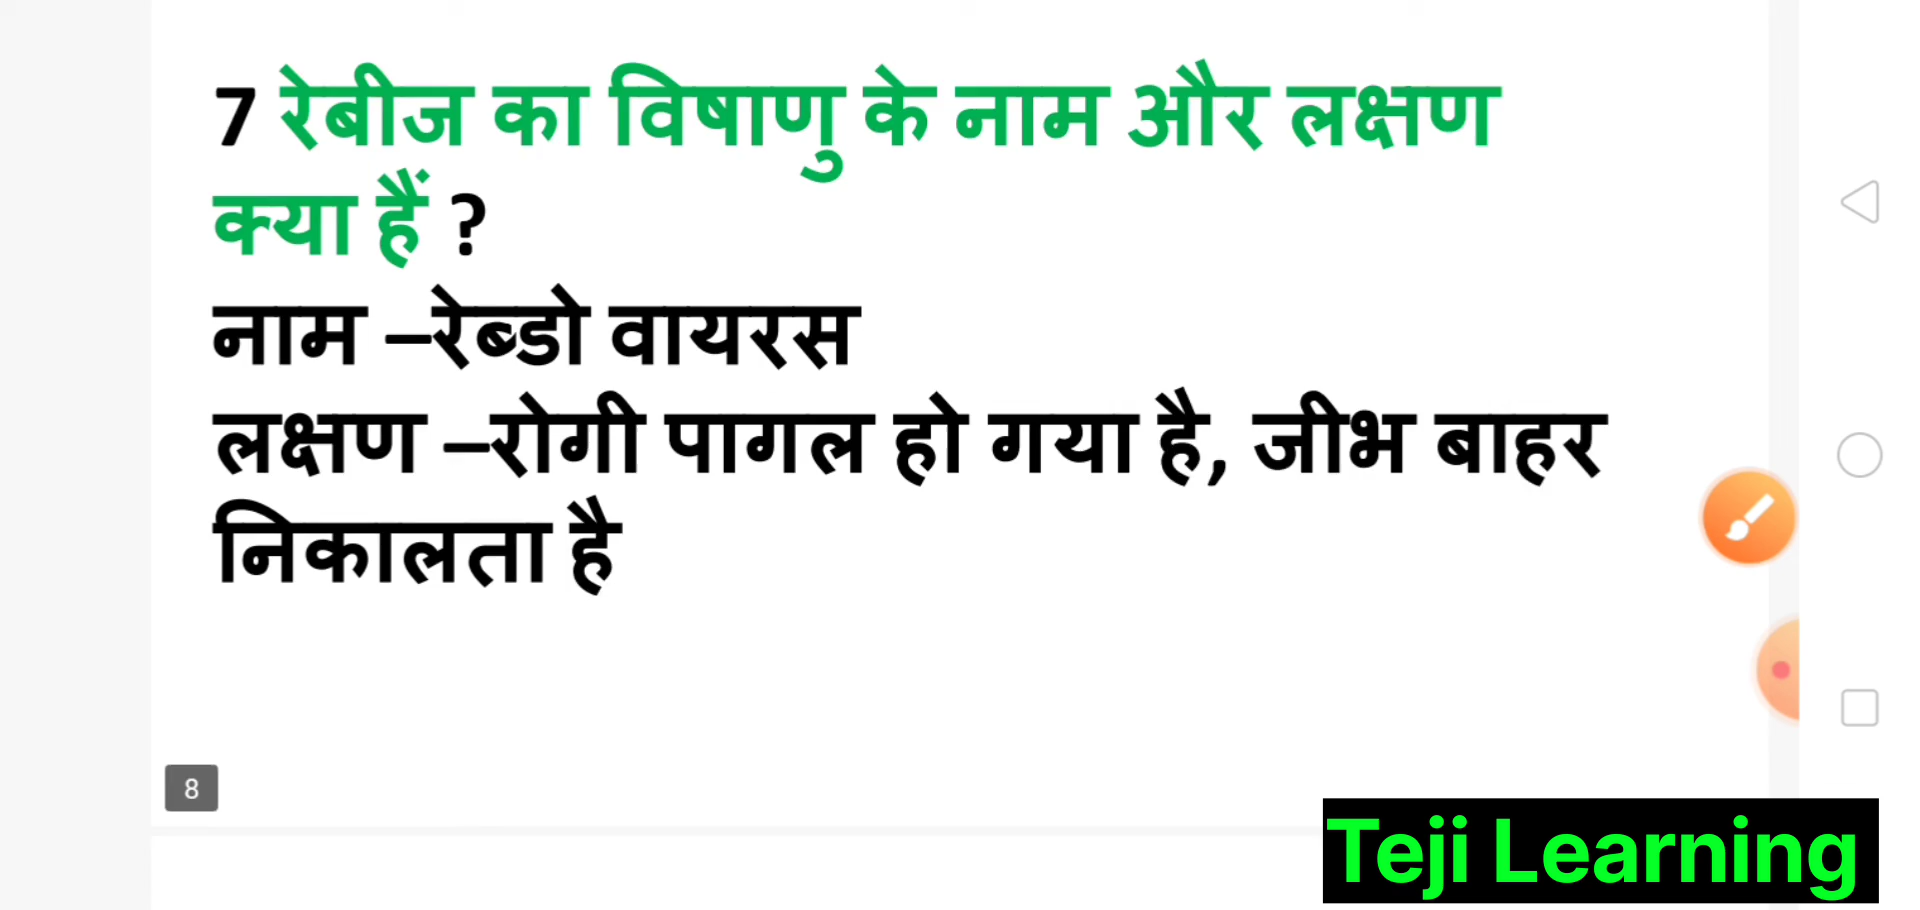 7 रेबीज का विषाणु के नाम और लक्षण
क्या हैं ?
नाम –रेब्डो वायरस
लक्षण –रोगी पागल हो गया है, जीभ बाहर
निकालता है
8
Teji Learning